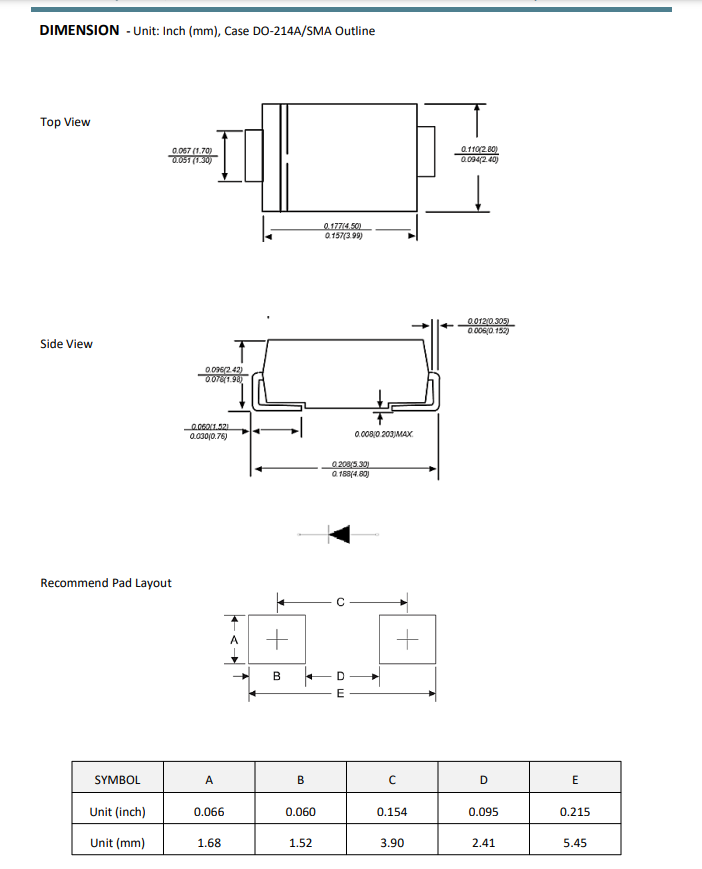 DIMENSION - Unit: Inch (mm), Case DO-214A/SMA Outline
Top View
0.067 (1.70)
0.051 (1.30)
0.110(2.80)
0.094(2.40)
0.177(4.50)
0.157(3.99)
0.012(0.305)
0.006(0.152)
Side View
0.096(2.42)
0.078(1.98)
0.060(1.52)
0.030(0.76)
0.008(0.203)MAX.
0.208(5.30)
0.188(4.80)
Recommend Pad Layout
C
A
B
D
E
SYMBOL A B C D E
Unit (inch) 0.066 0.060 0.154 0.095 0.215
Unit (mm) 1.68 1.52 3.90 2.41 5.45